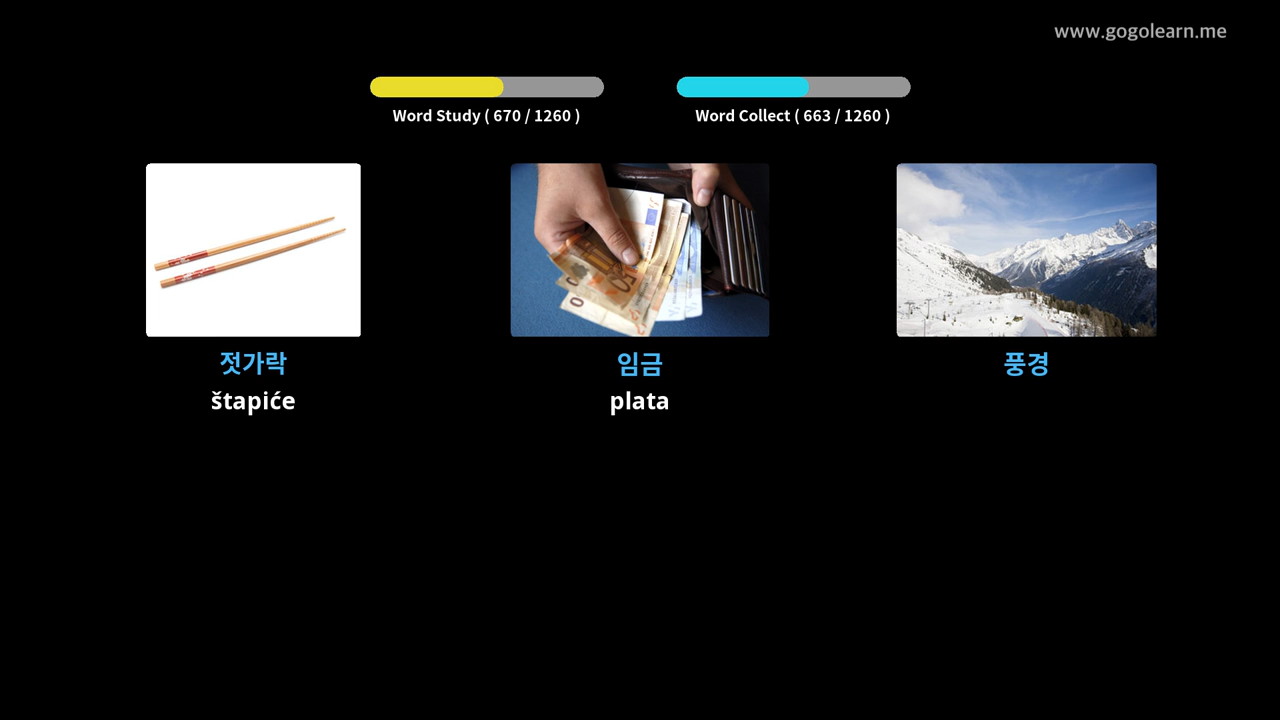 www.gogolearn.me
Word Study ( 670 / 1260 )
Word Collect ( 663 / 1260 )
젓가락
štapiće
임금
plata
풍경